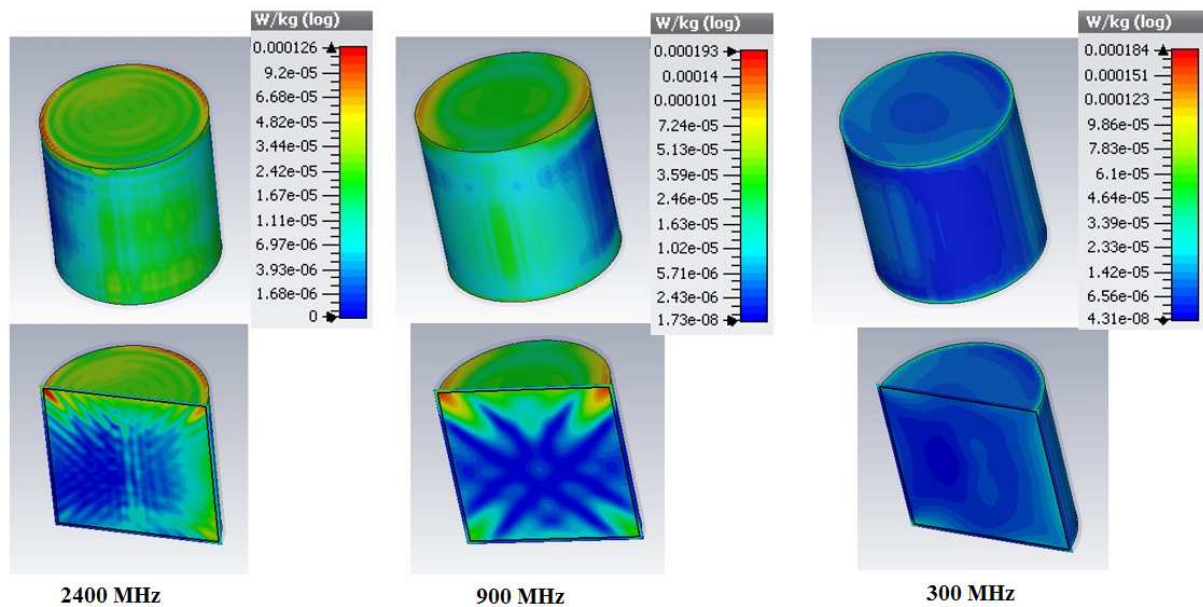 W/kg (log)
0.000126
9.2e-05
6.68e-05
4.82e-05
3.44e-05
2.42e-05
1.67e-05
1.11e-05
6.97e-06
3.93e-06
1.68e-06
0
W/kg (log)
0.000193
0.00014
0.000101
7.24e-05
5.13e-05
3.59e-05
2.46e-05
1.63e-05
1.02e-05
5.71e-06
2.43e-06
1.73e-08
W/kg (log)
0.000184
0.000151
0.000123
9.86e-05
7.83e-05
6.1e-05
4.64e-05
3.39e-05
2.33e-05
1.42e-05
6.56e-06
4.31e-08
2400 MHz
900 MHz
300 MHz